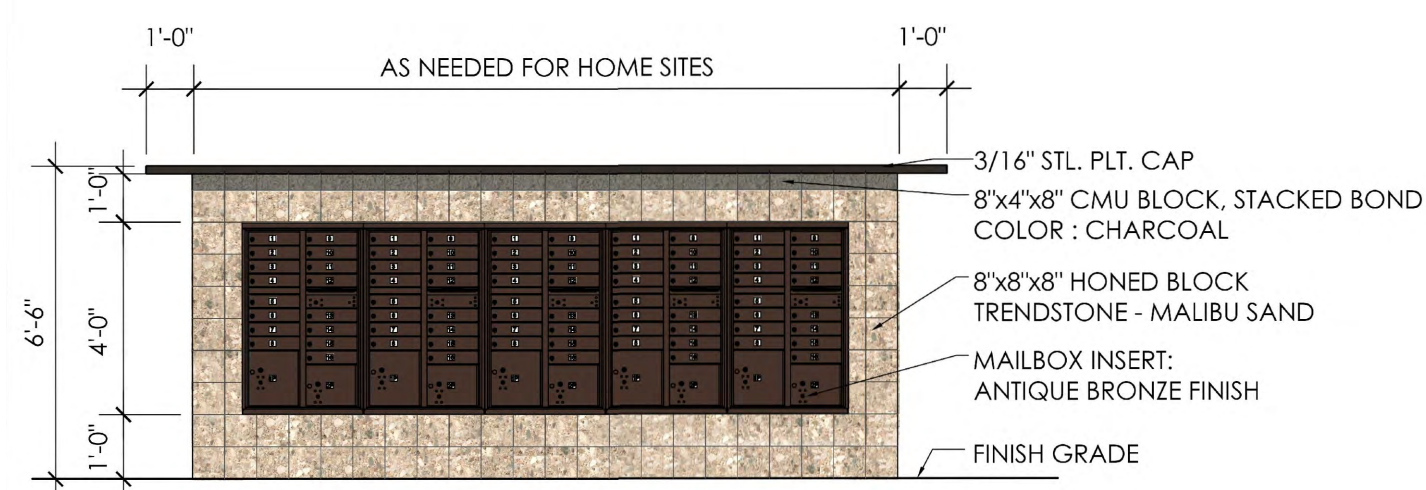 1'-0"
1'-0"
AS NEEDED FOR HOME SITES
3/16" STL. PLT. CAP
8"x4"x8" CMU BLOCK, STACKED BOND
COLOR : CHARCOAL
8"x8"x8" HONED BLOCK
TRENDSTONE - MALIBU SAND
MAILBOX INSERT:
ANTIQUE BRONZE FINISH
FINISH GRADE
6'-6"
1'-0"
4'-0"
1'-0"